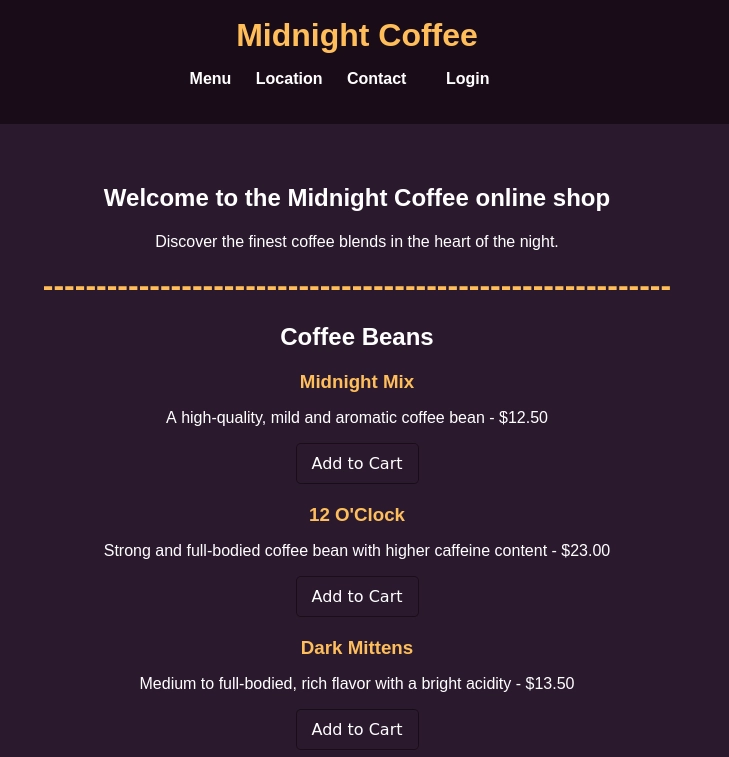 Midnight Coffee
Menu Location Contact Login
Welcome to the Midnight Coffee online shop
Discover the finest coffee blends in the heart of the night.
Coffee Beans
Midnight Mix
A high-quality, mild and aromatic coffee bean - $12.50
Add to Cart
12 O'Clock
Strong and full-bodied coffee bean with higher caffeine content - $23.00
Add to Cart
Dark Mittens
Medium to full-bodied, rich flavor with a bright acidity - $13.50
Add to Cart